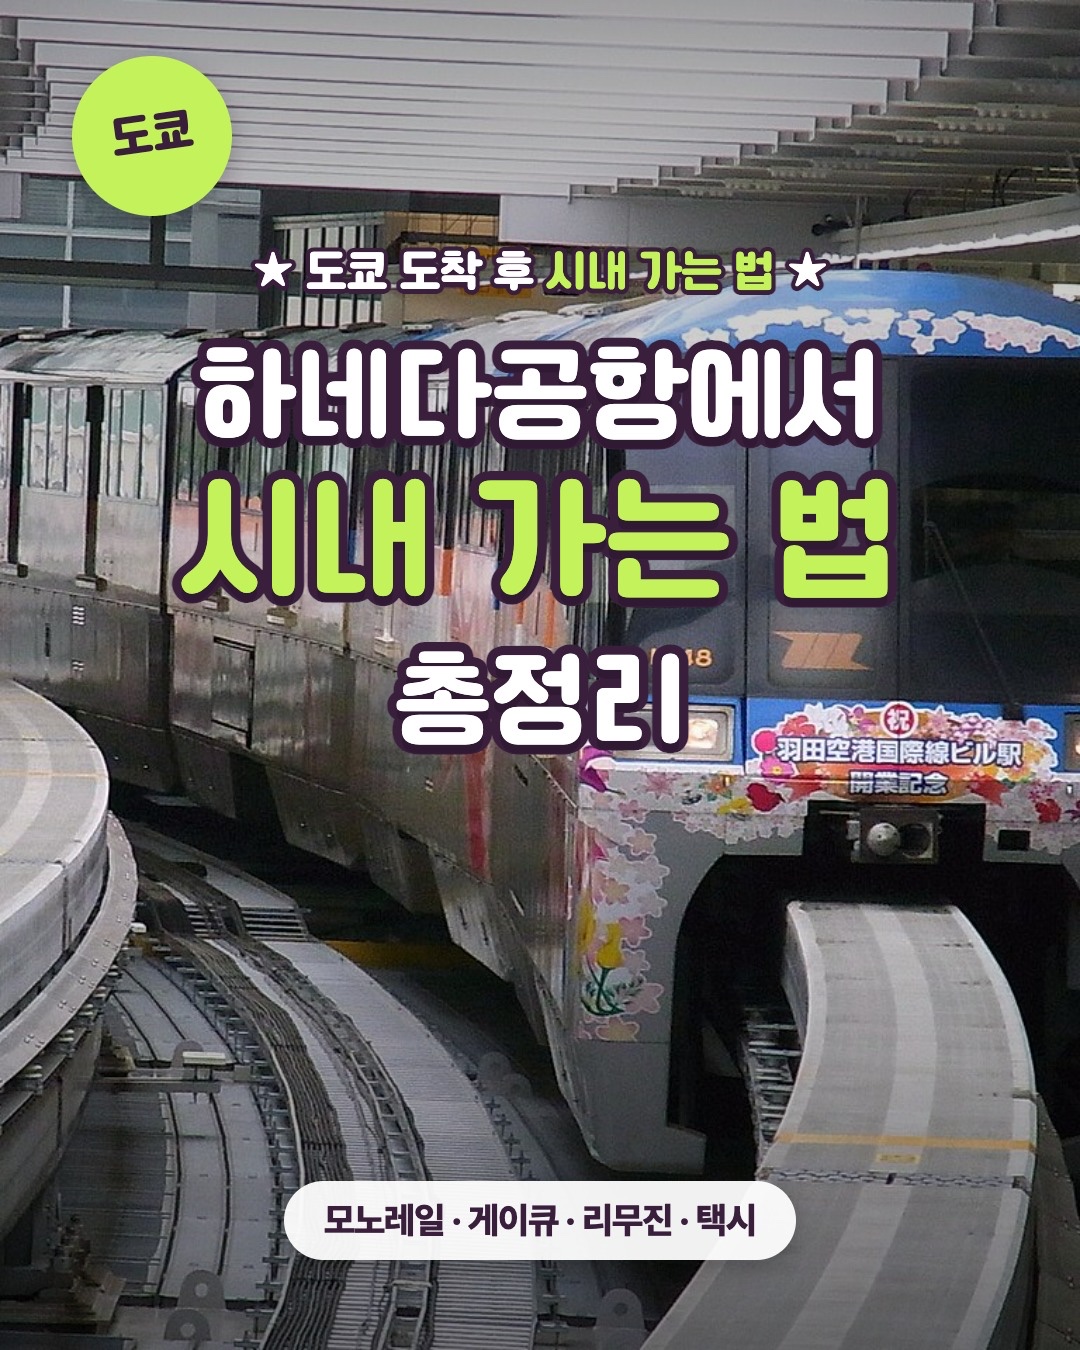 도쿄
★ 도쿄 도착 후 시내 가는 법 ★
하네다공항에서
시내 가는 법
총정리
48
祝
羽田空港国際線ビル駅
開業記念
모노레일 · 게이큐 · 리무진 · 택시